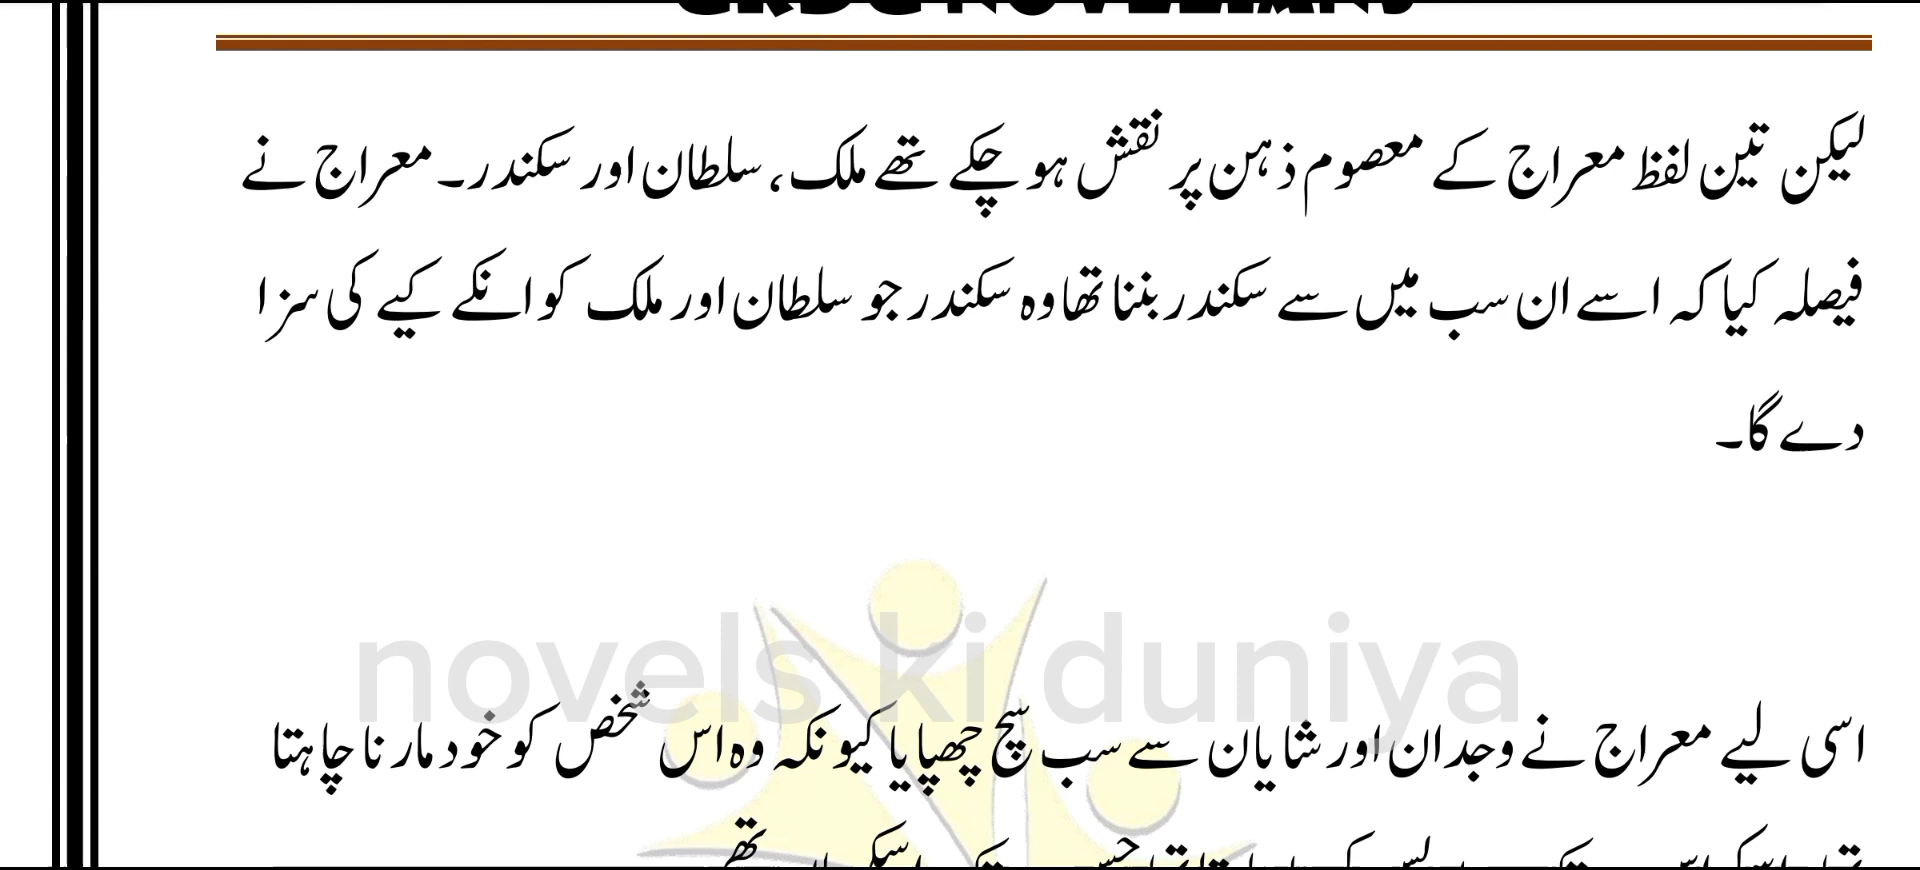 لیکن تین لفظ معراج کے معصوم ذہن پر نقش ہو چکے تھے ملک، سلطان اور سکندر۔ معراج نے
فیصلہ کیا کہ اسے ان سب میں سے سکندر بننا تھا وہ سکندر جو سلطان اور ملک کو انکے کیے کی سزا
دے گا۔
novels ki duniya
اسی لیے معراج نے وجدان اور شایان سے سب سچ چھپایا کیونکہ وہ اس شخص کو خود مارنا چاہتا